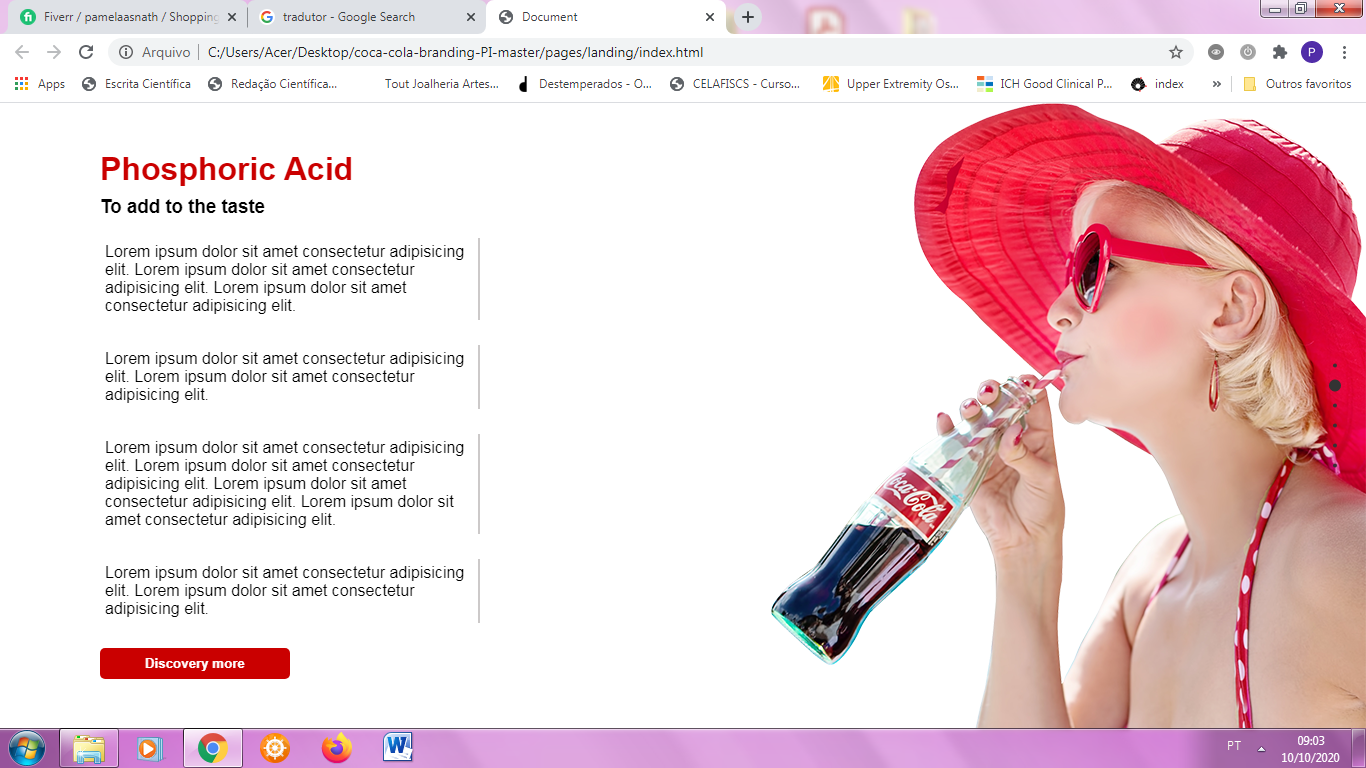 Fiverr / pamelaasnath / Shopping
tradutor - Google Search
Document
Arquivo
C:/Users/Acer/Desktop/coca-cola-branding-PI-master/pages/landing/index.html
P
Apps
Escrita Científica
Redação Científica...
Tout Joalheria Artes...
Destemperados - O...
CELAFISCS - Curso...
Upper Extremity Os...
ICH Good Clinical P...
index
»
Outros favoritos
Phosphoric Acid
To add to the taste
Lorem ipsum dolor sit amet consectetur adipisicing
elit. Lorem ipsum dolor sit amet consectetur
adipisicing elit. Lorem ipsum dolor sit amet
consectetur adipisicing elit.
Lorem ipsum dolor sit amet consectetur adipisicing
elit. Lorem ipsum dolor sit amet consectetur
adipisicing elit.
Lorem ipsum dolor sit amet consectetur adipisicing
elit. Lorem ipsum dolor sit amet consectetur
adipisicing elit. Lorem ipsum dolor sit amet
consectetur adipisicing elit. Lorem ipsum dolor sit
amet consectetur adipisicing elit.
Lorem ipsum dolor sit amet consectetur adipisicing
elit. Lorem ipsum dolor sit amet consectetur
adipisicing elit.
Discovery more
Coca-Cola
PT
09:03
10/10/2020